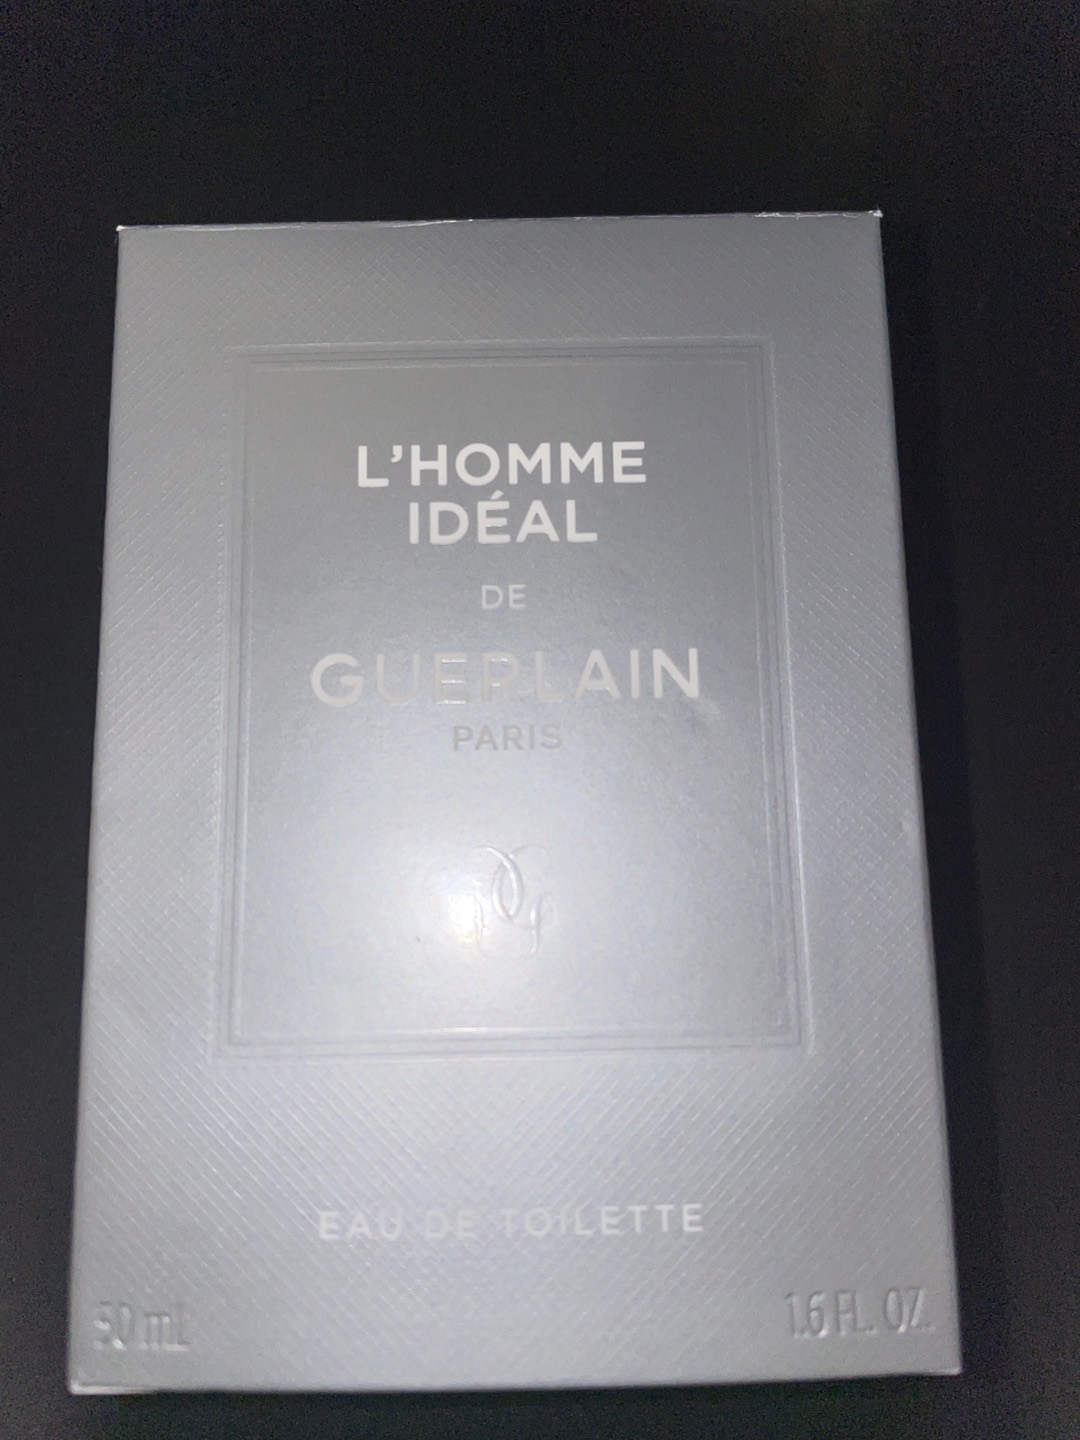 L'HOMME
IDÉAL
DE
GUERLAIN
PARIS
EAU DE TOILETTE
50 mL
1.6 FL. OZ.